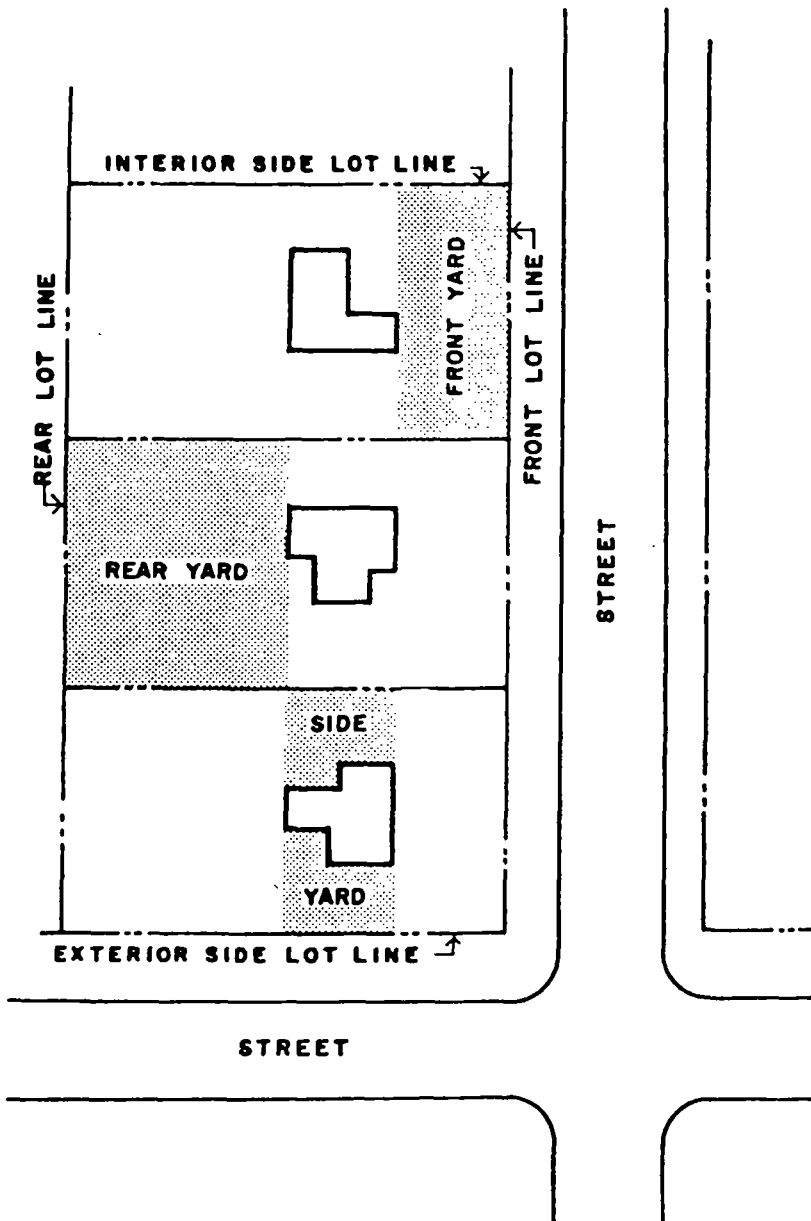 INTERIOR SIDE LOT LINE
FRONT YARD
FRONT LOT LINE
REAR LOT LINE
REAR YARD
STREET
SIDE
YARD
EXTERIOR SIDE LOT LINE
STREET